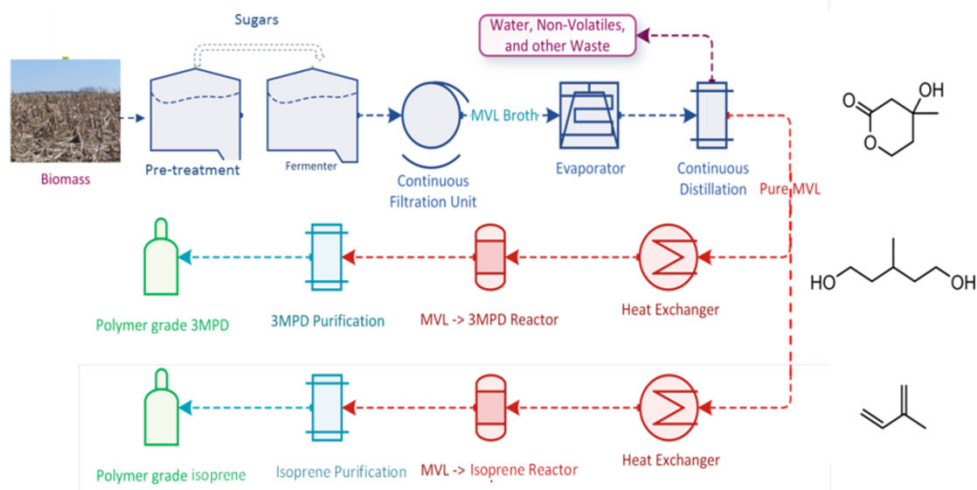 Sugars
Water, Non-Volatiles,
and other Waste
MVL Broth
Biomass
Pre-treatment
Fermenter
Continuous
Filtration Unit
Evaporator
Continuous
Distillation
Pure MVL
OH
O
O
Polymer grade 3MPD
3MPD Purification
MVL -> 3MPD Reactor
Heat Exchanger
HO
OH
Polymer grade isoprene
Isoprene Purification
MVL -> Isoprene Reactor
Heat Exchanger